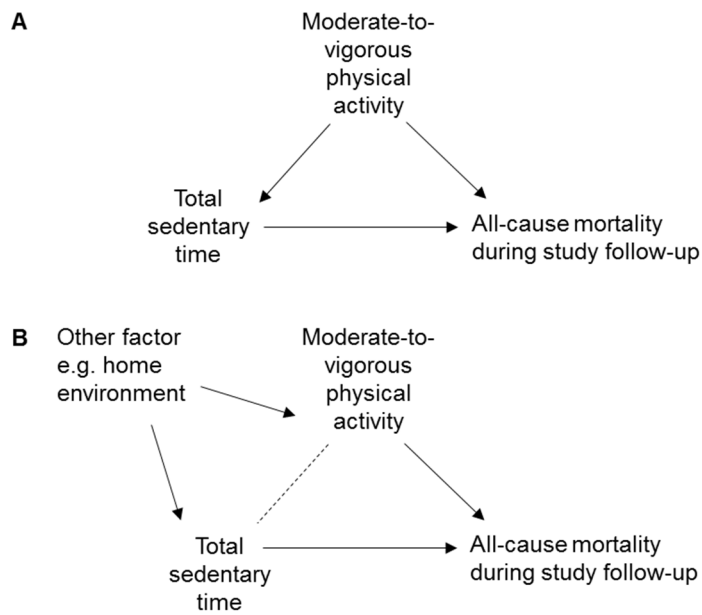 A
Moderate-to-
vigorous
physical
activity
Total
sedentary
time
All-cause mortality
during study follow-up
B
Other factor
e.g. home
environment
Moderate-to-
vigorous
physical
activity
Total
sedentary
time
All-cause mortality
during study follow-up